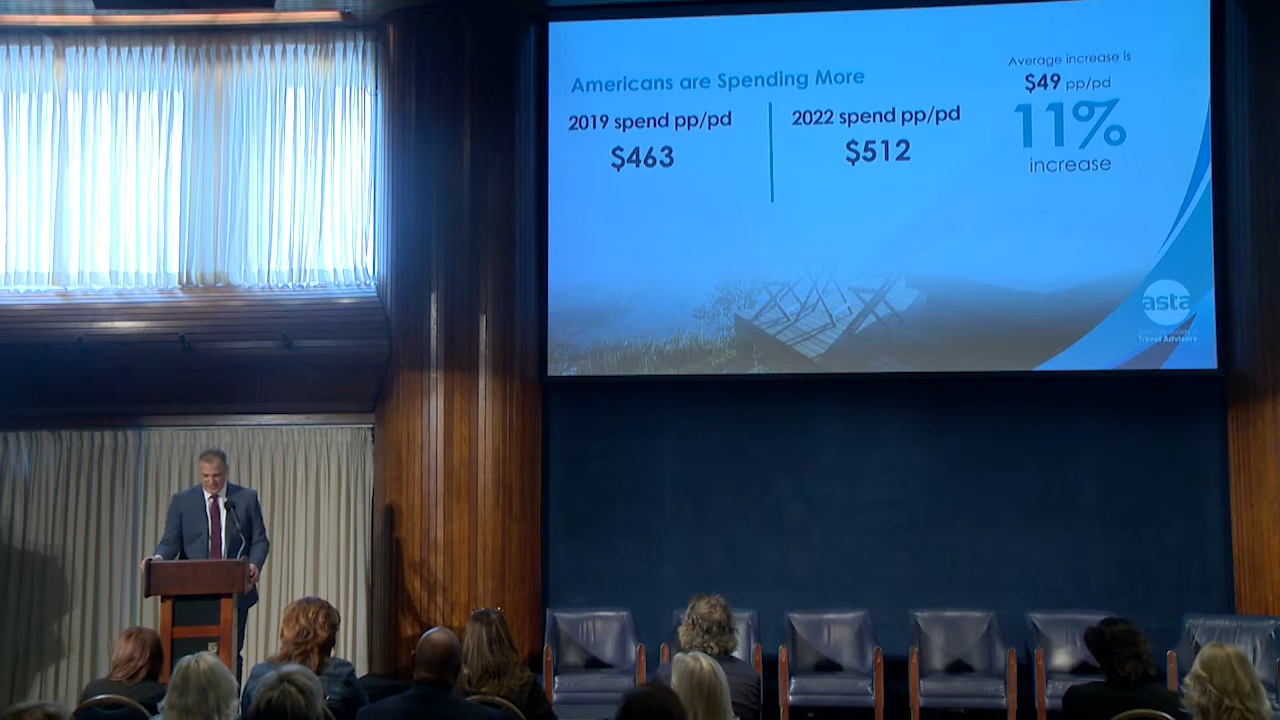 Americans are Spending More
2019 spend pp/pd
$463
2022 spend pp/pd
$512
Average increase is
$49 pp/pd
11%
increase
asta
Travel Advisors